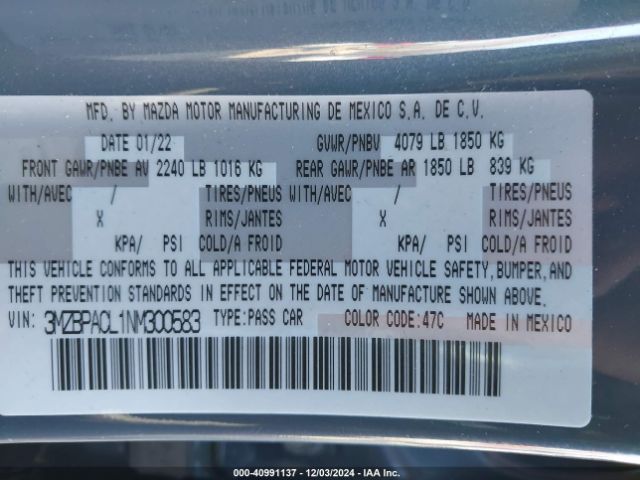 MFD. BY MAZDA MOTOR MANUFACTURING DE MEXICO S.A. DE C.V.
DATE 01/22 GVWR/PNBV 4079 LB 1850 KG
FRONT GAWR/PNBE AV 2240 LB 1016 KG REAR GAWR/PNBE AR 1850 LB 839 KG
WITH/AVEC / TIRES/PNEUS WITH/AVEC / TIRES/PNEUS
X RIMS/JANTES X RIMS/JANTES
KPA/ PSI COLD/A FROID KPA/ PSI COLD/A FROID
THIS VEHICLE CONFORMS TO ALL APPLICABLE FEDERAL MOTOR VEHICLE SAFETY, BUMPER, AND
THEFT PREVENTION STANDARDS IN EFFECT ON THE DATE OF MANUFACTURE SHOWN ABOVE.
VIN: 3MZBPACL1NM300583 TYPE:PASS CAR COLOR CODE:47C MADE IN MEXICO
000-40991137 - 12/03/2024 - IAA Inc.